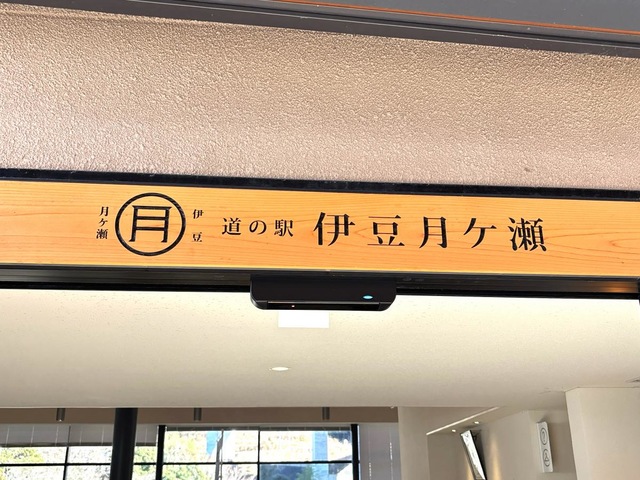 伊豆
月
月ケ瀬
道の駅 伊豆月ケ瀬